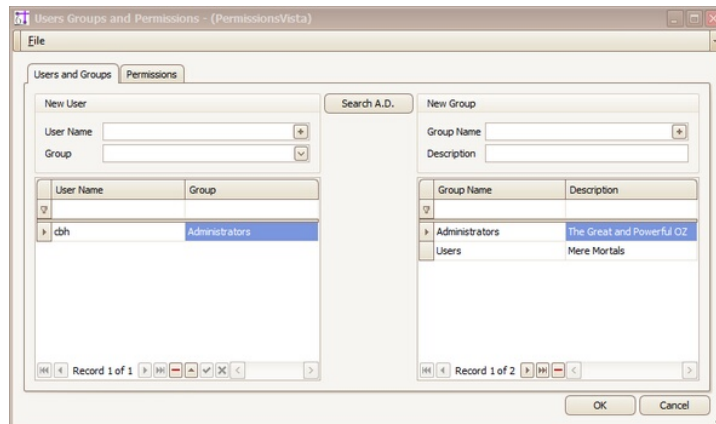 Users Groups and Permissions - (PermissionsVista)
File
Users and Groups Permissions
New User
Search A.D.
New Group
User Name
Group Name
Group
Description
User Name Group
Group Name Description
cbh Administrators
Administrators The Great and Powerful OZ
Users Mere Mortals
Record 1 of 1
Record 1 of 2
OK Cancel